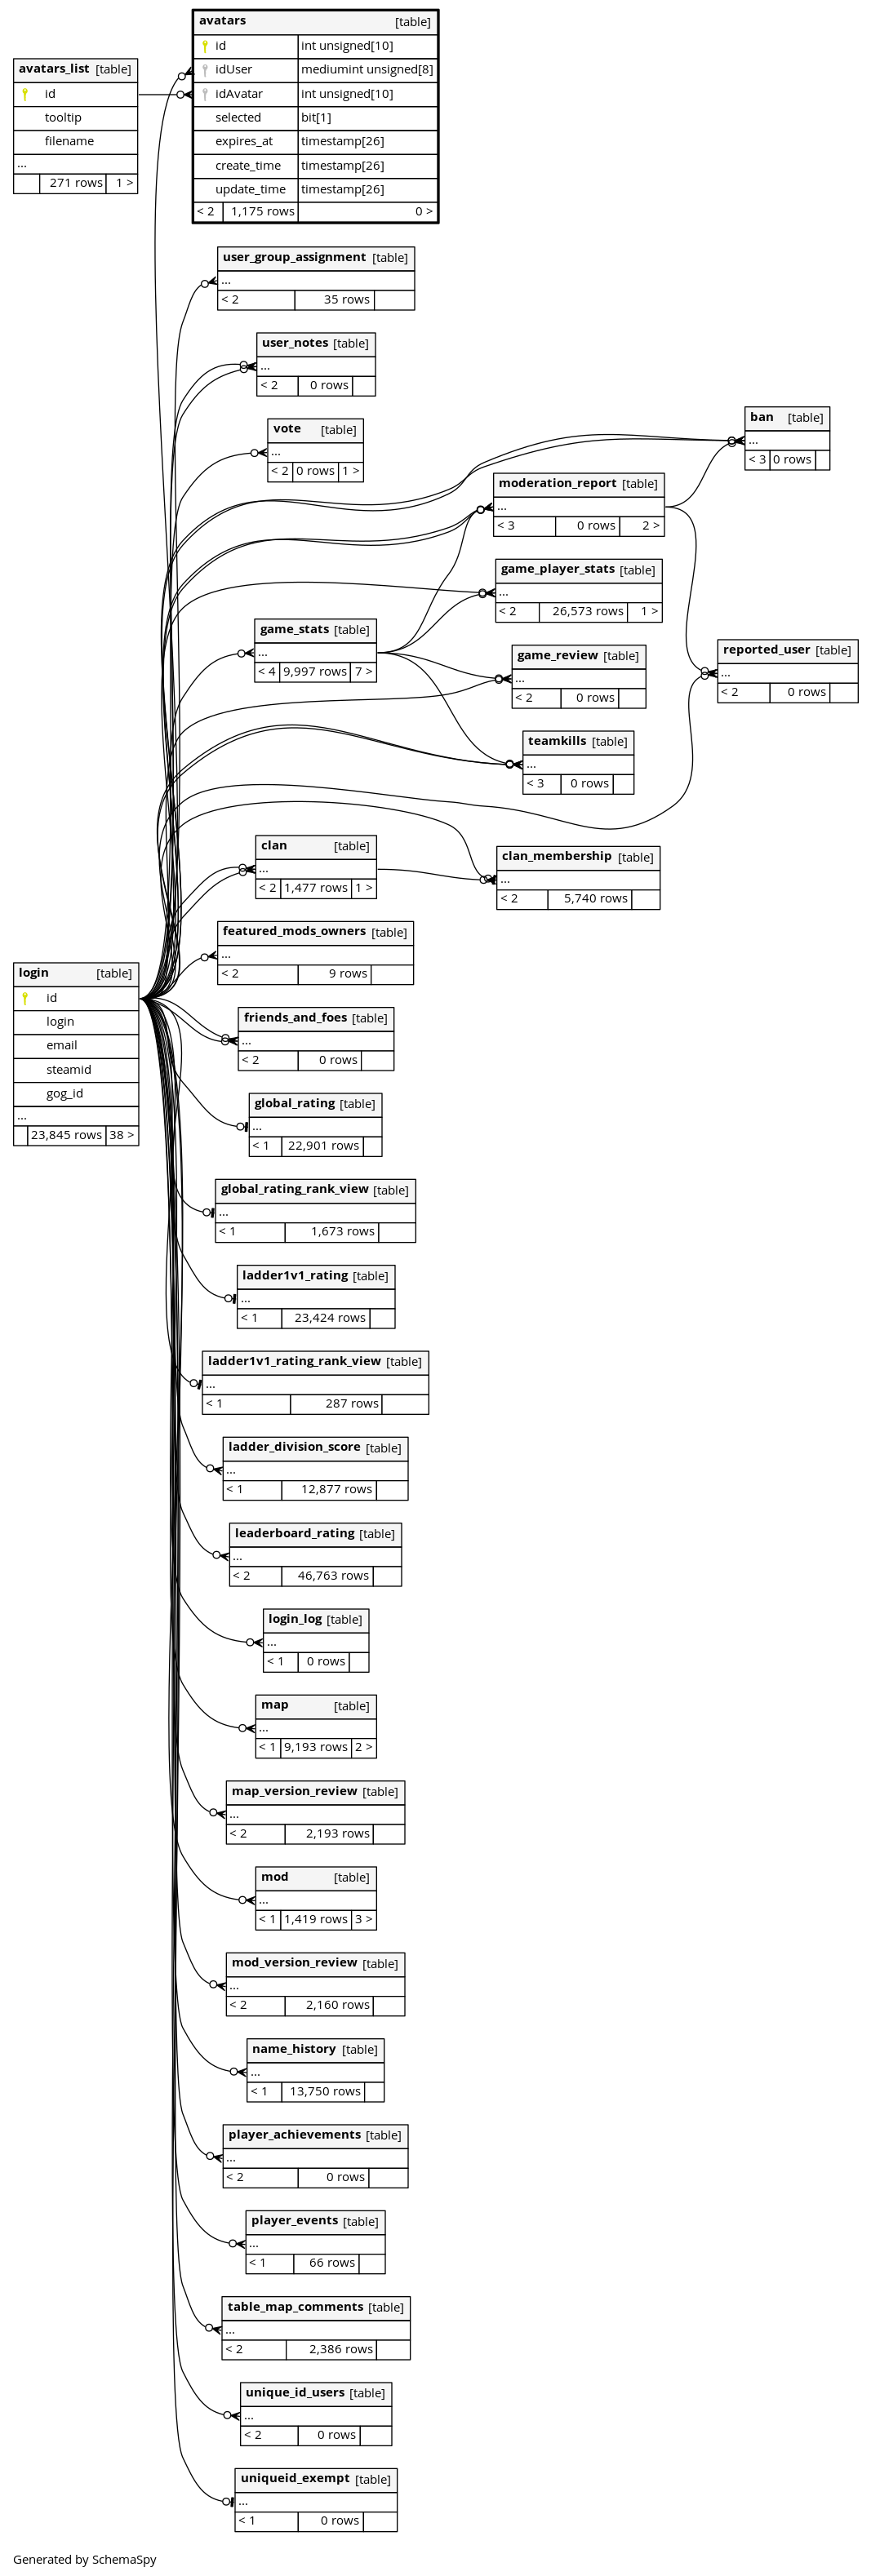 avatars [table]
id int unsigned[10]
idUser mediumint unsigned[8]
idAvatar int unsigned[10]
selected bit[1]
expires_at timestamp[26]
create_time timestamp[26]
update_time timestamp[26]
< 2 1,175 rows 0 >
avatars_list [table]
id
tooltip
filename
...
271 rows 1 >
user_group_assignment [table]
...
< 2 35 rows
user_notes [table]
...
< 2 0 rows
vote [table]
...
< 2 0 rows 1 >
ban [table]
...
< 3 0 rows
moderation_report [table]
...
< 3 0 rows 2 >
game_player_stats [table]
...
< 2 26,573 rows 1 >
game_stats [table]
...
< 4 9,997 rows 7 >
game_review [table]
...
< 2 0 rows
reported_user [table]
...
< 2 0 rows
teamkills [table]
...
< 3 0 rows
clan [table]
...
< 2 1,477 rows 1 >
clan_membership [table]
...
< 2 5,740 rows
featured_mods_owners [table]
...
< 2 9 rows
login [table]
id
login
email
steamid
gog_id
...
23,845 rows 38 >
friends_and_foes [table]
...
< 2 0 rows
global_rating [table]
...
< 1 22,901 rows
global_rating_rank_view [table]
...
< 1 1,673 rows
ladder1v1_rating [table]
...
< 1 23,424 rows
ladder1v1_rating_rank_view [table]
...
< 1 287 rows
ladder_division_score [table]
...
< 1 12,877 rows
leaderboard_rating [table]
...
< 2 46,763 rows
login_log [table]
...
< 1 0 rows
map [table]
...
< 1 9,193 rows 2 >
map_version_review [table]
...
< 2 2,193 rows
mod [table]
...
< 1 1,419 rows 3 >
mod_version_review [table]
...
< 2 2,160 rows
name_history [table]
...
< 1 13,750 rows
player_achievements [table]
...
< 2 0 rows
player_events [table]
...
< 1 66 rows
table_map_comments [table]
...
< 2 2,386 rows
unique_id_users [table]
...
< 2 0 rows
uniqueid_exempt [table]
...
< 1 0 rows
Generated by SchemaSpy